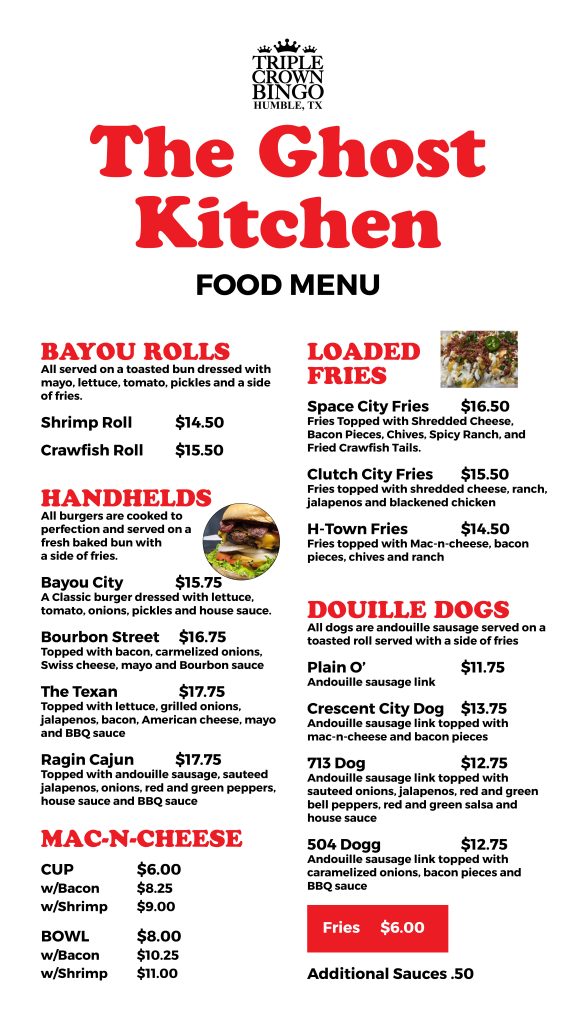 TRIPLE
CROWN
BINGO
HUMBLE, TX
The Ghost
Kitchen
FOOD MENU
BAYOU ROLLS
All served on a toasted bun dressed with
mayo, lettuce, tomato, pickles and a side
of fries.
Shrimp Roll $14.50
Crawfish Roll $15.50
HANDHELDS
All burgers are cooked to
perfection and served on a
fresh baked bun with
a side of fries.
Bayou City $15.75
A Classic burger dressed with lettuce,
tomato, onions, pickles and house sauce.
Bourbon Street $16.75
Topped with bacon, carmelized onions,
Swiss cheese, mayo and Bourbon sauce
The Texan $17.75
Topped with lettuce, grilled onions,
jalapenos, bacon, American cheese, mayo
and BBQ sauce
Ragin Cajun $17.75
Topped with andouille sausage, sauteed
jalapenos, onions, red and green peppers,
house sauce and BBQ sauce
MAC-N-CHEESE
CUP $6.00
w/Bacon $8.25
w/Shrimp $9.00
BOWL $8.00
w/Bacon $10.25
w/Shrimp $11.00
LOADED
FRIES
Space City Fries $16.50
Fries Topped with Shredded Cheese,
Bacon Pieces, Chives, Spicy Ranch, and
Fried Crawfish Tails.
Clutch City Fries $15.50
Fries topped with shredded cheese, ranch,
jalapenos and blackened chicken
H-Town Fries $14.50
Fries topped with Mac-n-cheese, bacon
pieces, chives and ranch
DOUILLE DOGS
All dogs are andouille sausage served on a
toasted roll served with a side of fries
Plain O' $11.75
Andouille sausage link
Crescent City Dog $13.75
Andouille sausage link topped with
mac-n-cheese and bacon pieces
713 Dog $12.75
Andouille sausage link topped with
sauteed onions, jalapenos, red and green
bell peppers, red and green salsa and
house sauce
504 Dogg $12.75
Andouille sausage link topped with
caramelized onions, bacon pieces and
BBQ sauce
Fries $6.00
Additional Sauces .50